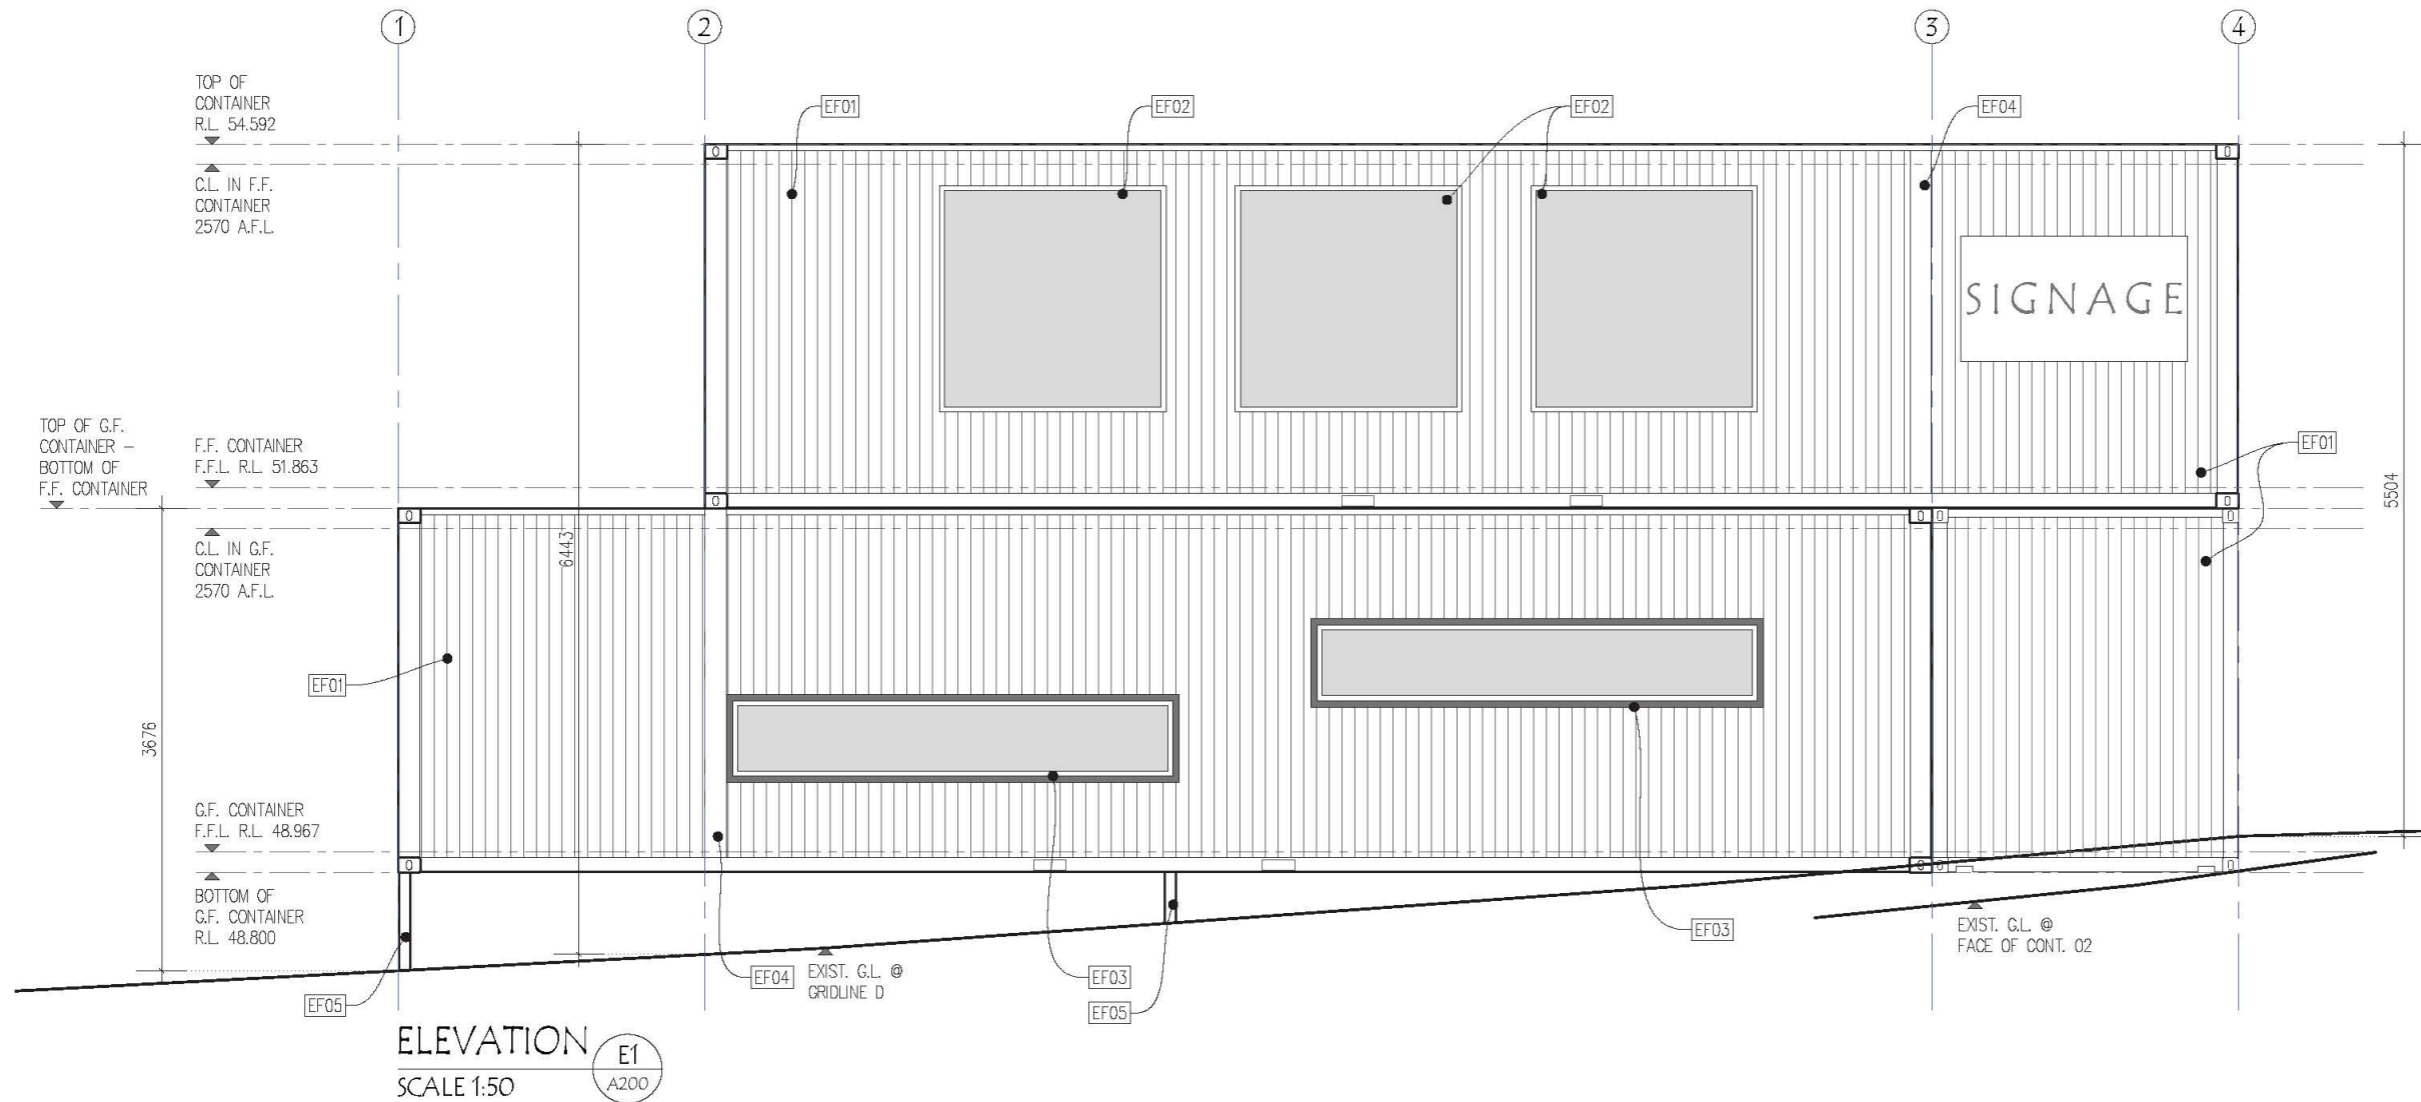 1
2
3
4
TOP OF
CONTAINER
R.L. 54.592
EF01
EF02
EF02
EF04
C.L. IN F.F.
CONTAINER
2570 A.F.L.
SIGNAGE
TOP OF G.F.
CONTAINER –
BOTTOM OF
F.F. CONTAINER
F.F. CONTAINER
F.F.L. R.L. 51.863
EF01
5504
6443
C.L. IN G.F.
CONTAINER
2570 A.F.L.
EF01
3676
G.F. CONTAINER
F.F.L. R.L. 48.967
BOTTOM OF
G.F. CONTAINER
R.L. 48.800
EF05
EF04
EXIST. G.L. @
GRIDLINE D
EF03
EF05
EF03
EXIST. G.L. @
FACE OF CONT. 02
ELEVATION
E1
A200
SCALE 1:50